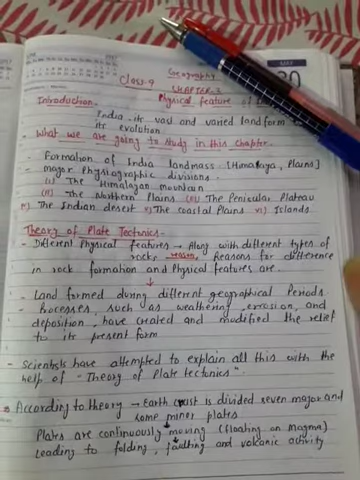 Geography
Class-9 CHAPTER-2
Introduction. Physical feature of
India - its vast and varied landform
its evolution.
What we are going to study in this chapter.
- Formation of India landmass [Himalaya, Plains]
- major physiographic divisions.
(i) The Himalayan mountain
(ii) The Northern Plains (iii) The Penicular Plateau
The Indian desert v) The Coastal Plains vi) Islands
Theory of Plate Tectonics.
- Different Physical features → Along with different types of
rocks reason, Reasons for difference
in rock formation and Physical features are.
↓
- Land formed during different geographical Periods
- Processes, such as weathering, errosion, and
deposition, have created and modified the relief
to its present form
- Scientists have attempted to explain all this with the
help of "Theory of Plate tectonics".
According to theory → Earth crust is divided seven major and
some miner plates
Plates are continuously moving (floating on magma)
leading to folding, faulting and volcanic activity